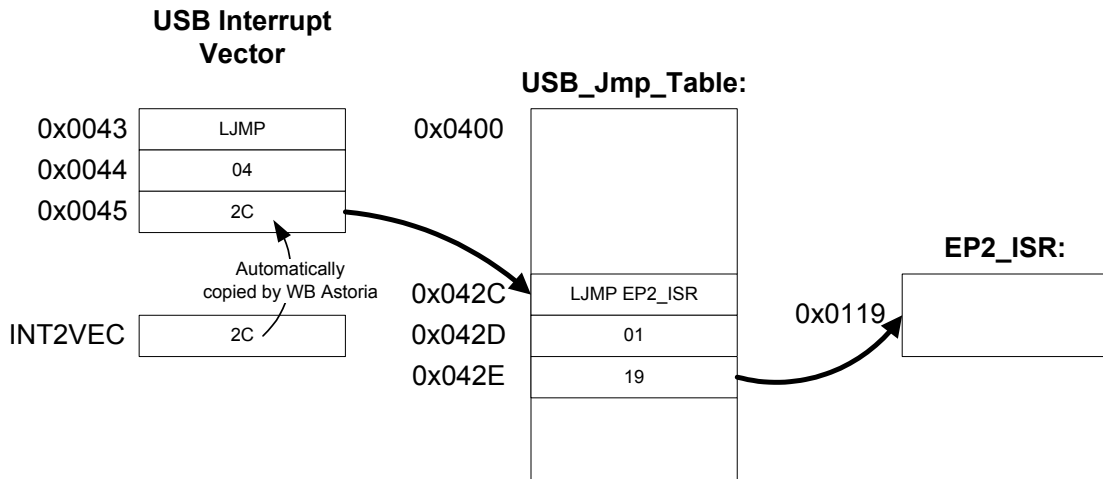 USB Interrupt
Vector
USB_Jmp_Table:
0x0043
LJMP
0x0400
0x0044
04
0x0045
2C
EP2_ISR:
Automatically
copied by WB Astoria
0x042C
LJMP EP2_ISR
0x0119
INT2VEC
2C
0x042D
01
0x042E
19